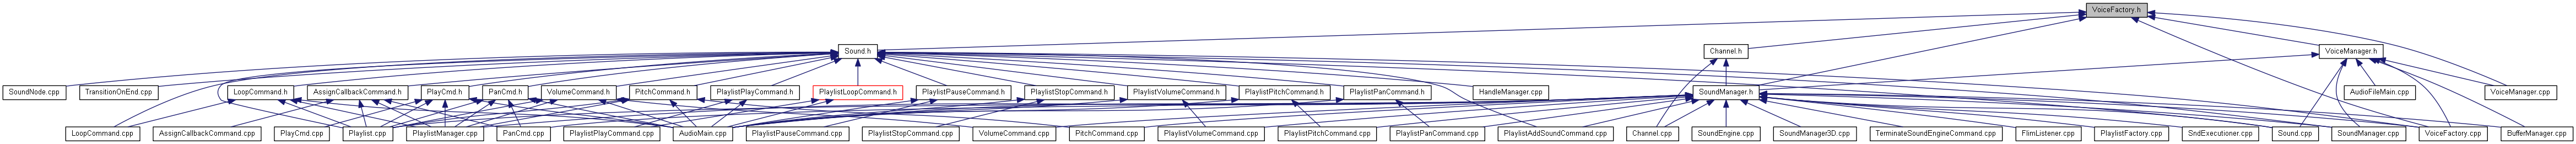 VoiceFactory.h
Sound.h
Channel.h
VoiceManager.h
SoundNode.cpp
TransitionOnEnd.cpp
LoopCommand.h
AssignCallbackCommand.h
PlayCmd.h
PanCmd.h
VolumeCommand.h
PitchCommand.h
PlaylistPlayCommand.h
PlaylistLoopCommand.h
PlaylistPauseCommand.h
PlaylistStopCommand.h
PlaylistVolumeCommand.h
PlaylistPitchCommand.h
PlaylistPanCommand.h
HandleManager.cpp
SoundManager.h
AudioFileMain.cpp
VoiceManager.cpp
LoopCommand.cpp
AssignCallbackCommand.cpp
PlayCmd.cpp
Playlist.cpp
PlaylistManager.cpp
PanCmd.cpp
PlaylistPlayCommand.cpp
AudioMain.cpp
PlaylistPauseCommand.cpp
PlaylistStopCommand.cpp
VolumeCommand.cpp
PitchCommand.cpp
PlaylistVolumeCommand.cpp
PlaylistPitchCommand.cpp
PlaylistPanCommand.cpp
PlaylistAddSoundCommand.cpp
Channel.cpp
SoundEngine.cpp
SoundManager3D.cpp
TerminateSoundEngineCommand.cpp
FlimListener.cpp
PlaylistFactory.cpp
SndExecutioner.cpp
Sound.cpp
SoundManager.cpp
VoiceFactory.cpp
BufferManager.cpp